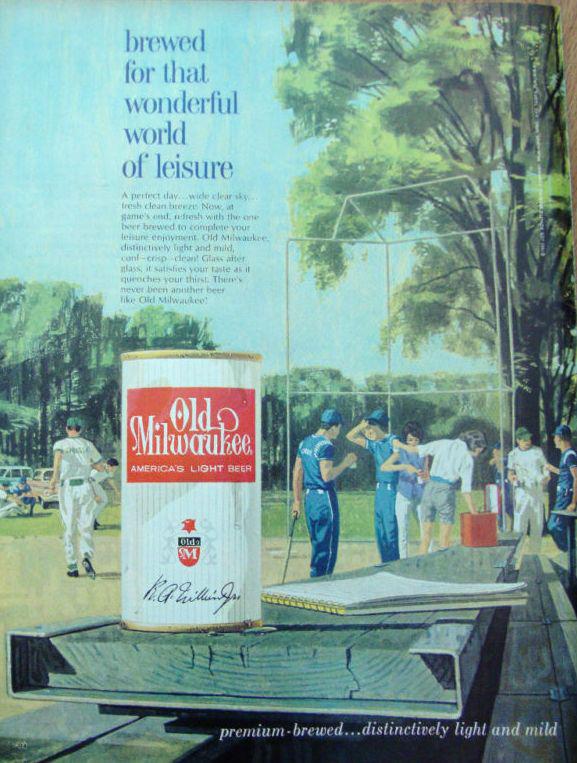 brewed
for that
wonderful
world
of leisure
A perfect day...wide clear sky...
fresh clean breeze. Now, at
game's end, refresh with the one
beer brewed to complete your
leisure enjoyment. Old Milwaukee,
distinctively light and mild,
cool-crisp-clean! Glass after
glass, it satisfies your taste as it
quenches your thirst. There's
never been another beer
like Old Milwaukee!
Old
Milwaukee
AMERICA'S LIGHT BEER
Old
M
premium-brewed...distinctively light and mild